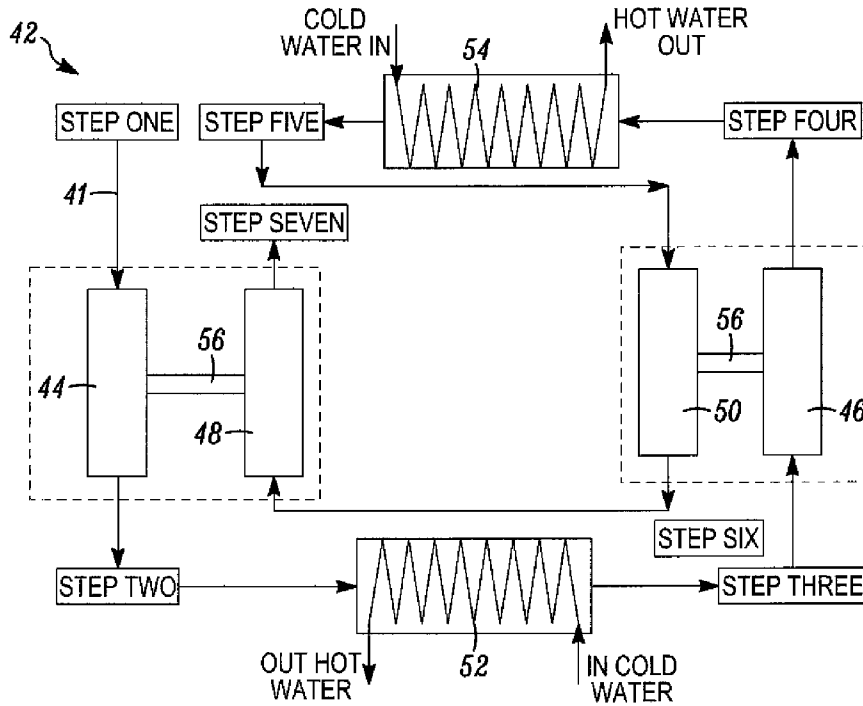 COLD
WATER IN
HOT WATER
OUT
42
54
STEP ONE
STEP FIVE
STEP FOUR
41
STEP SEVEN
56
56
44
48
50
46
STEP SIX
STEP TWO
STEP THREE
52
OUT HOT
WATER
IN COLD
WATER